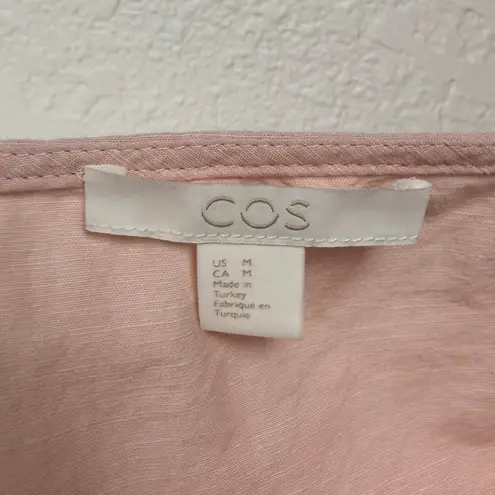 COS
US M
CA M
Made in
Turkey
Fabriqué en
Turquie